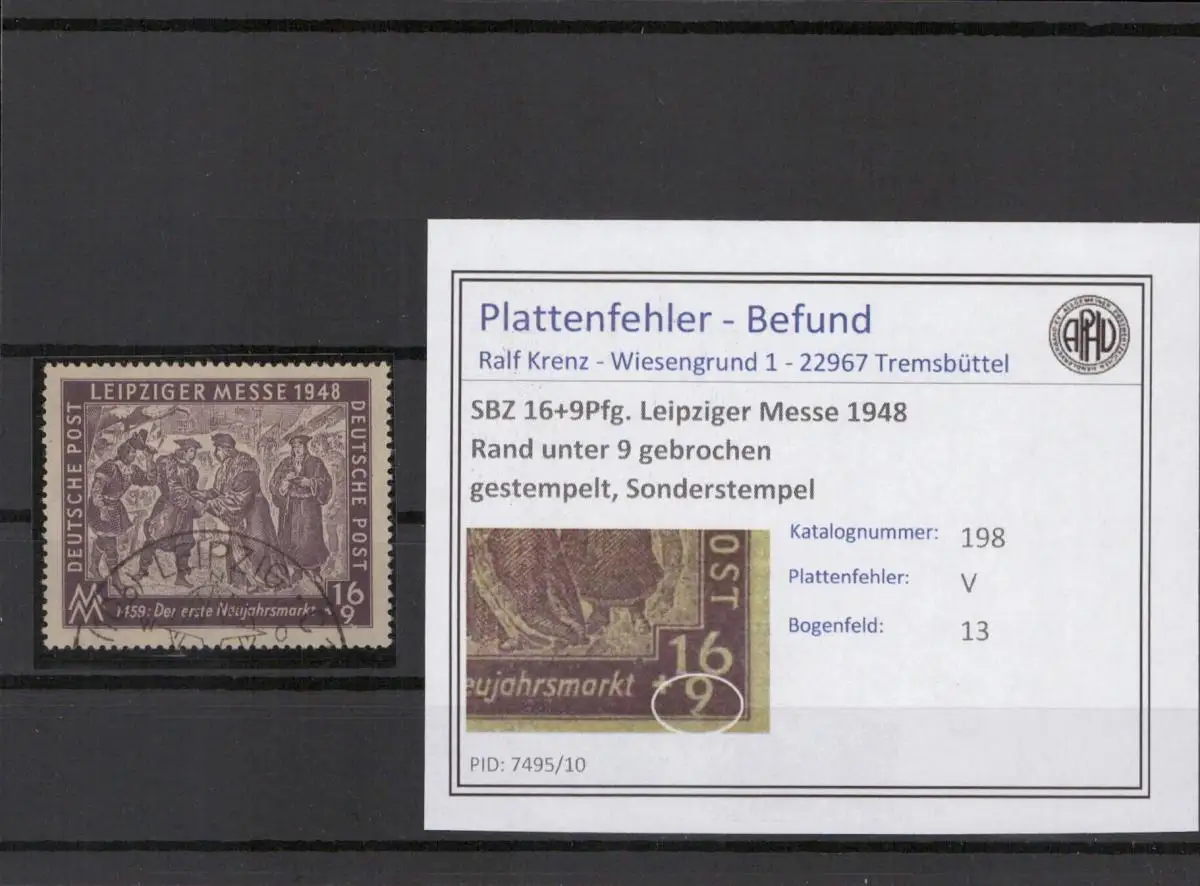 LEIPZIGER MESSE 1948
DEUTSCHE POST
DEUTSCHE POST
1459: Der erste Neujahrsmarkt
16
+9
LEIPZIG
Plattenfehler - Befund
Ralf Krenz - Wiesengrund 1 - 22967 Tremsbüttel
APHV
SBZ 16+9Pfg. Leipziger Messe 1948
Rand unter 9 gebrochen
gestempelt, Sonderstempel
OST
16
eujahrsmarkt + 9
Katalognummer: 198
Plattenfehler: V
Bogenfeld: 13
PID: 7495/10